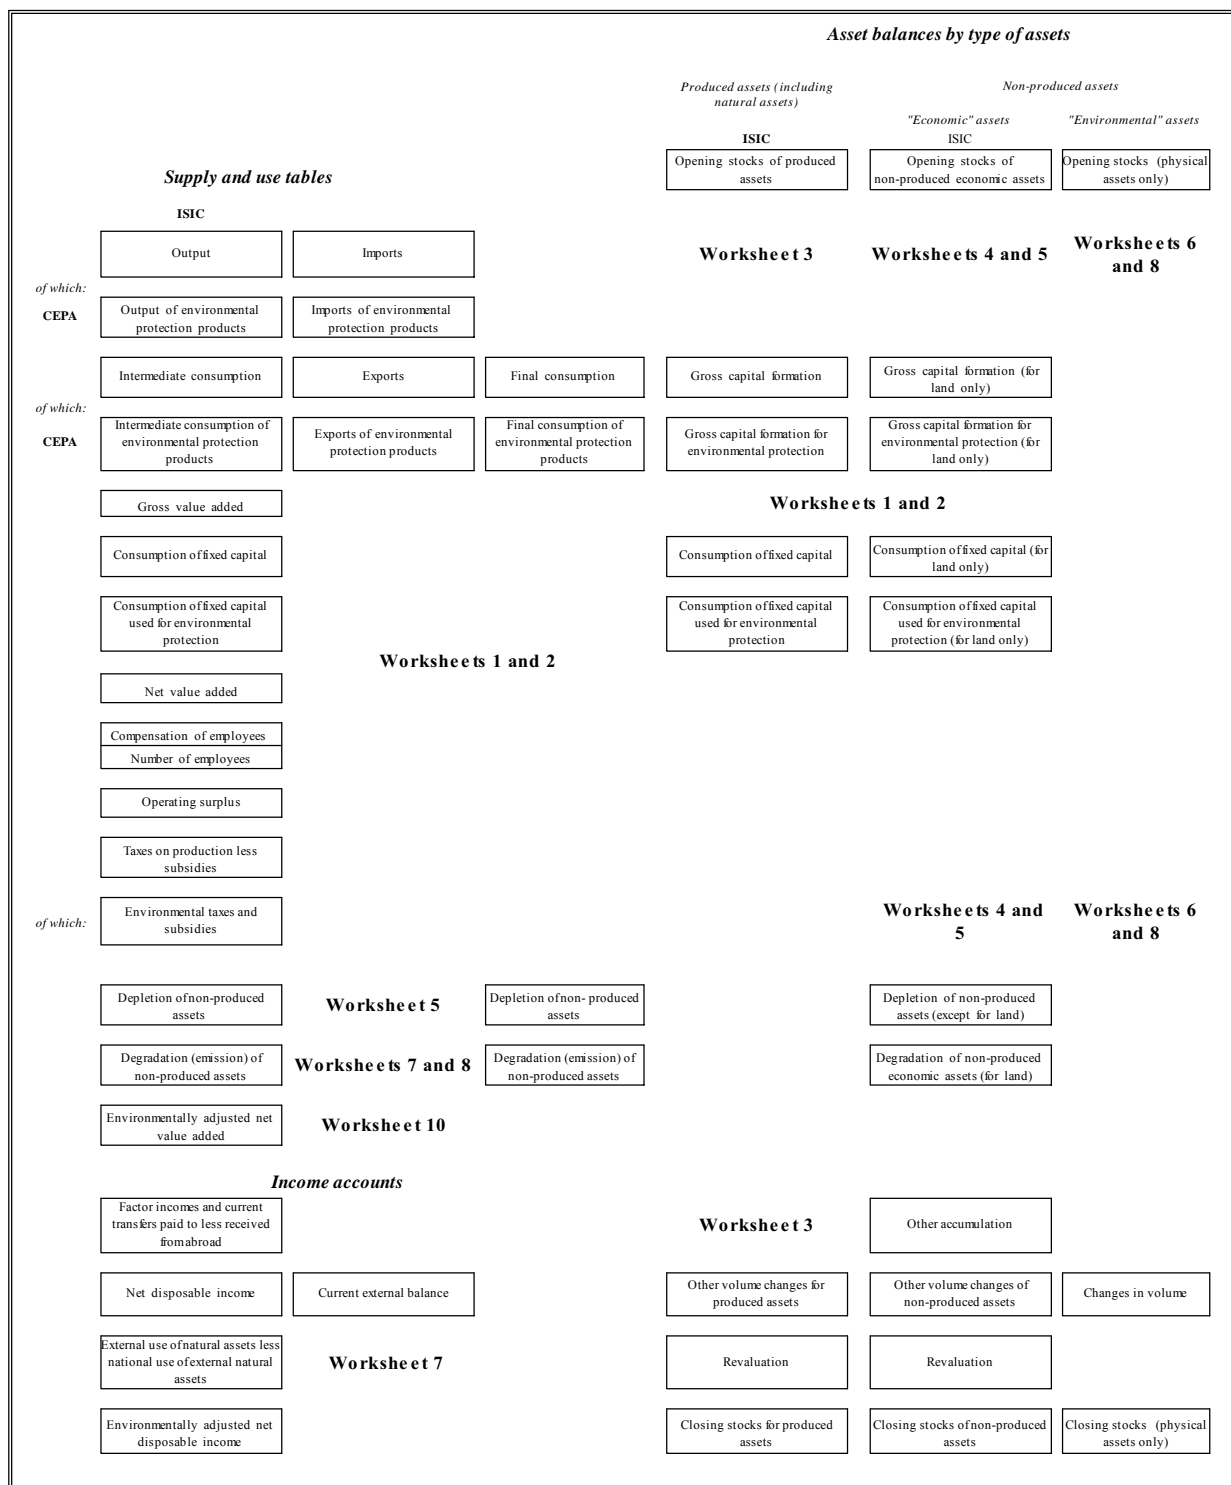 Asset balances by type of assets
Produced assets (including
natural assets)
Non-produced assets
"Economic" assets
"Environmental" assets
ISIC
ISIC
Opening stocks of produced
assets
Opening stocks of
non-produced economic assets
Opening stocks (physical
assets only)
Supply and use tables
ISIC
Output
Imports
Worksheet 3
Worksheets 4 and 5
Worksheets 6
and 8
of which:
CEPA
Output of environmental
protection products
Imports of environmental
protection products
Intermediate consumption
Exports
Final consumption
Gross capital formation
Gross capital formation (for
land only)
of which:
CEPA
Intermediate consumption of
environmental protection
products
Exports of environmental
protection products
Final consumption of
environmental protection
products
Gross capital formation for
environmental protection
Gross capital formation for
environmental protection (for
land only)
Gross value added
Worksheets 1 and 2
Consumption of fixed capital
Consumption of fixed capital
Consumption of fixed capital (for
land only)
Consumption of fixed capital
used for environmental
protection
Consumption of fixed capital
used for environmental
protection
Consumption of fixed capital
used for environmental
protection (for land only)
Worksheets 1 and 2
Net value added
Compensation of employees
Number of employees
Operating surplus
Taxes on production less
subsidies
of which:
Environmental taxes and
subsidies
Worksheets 4 and
5
Worksheets 6
and 8
Depletion of non-produced
assets
Worksheet 5
Depletion of non- produced
assets
Depletion of non-produced
assets (except for land)
Degradation (emission) of
non-produced assets
Worksheets 7 and 8
Degradation (emission) of
non-produced assets
Degradation of non-produced
economic assets (for land)
Environmentally adjusted net
value added
Worksheet 10
Income accounts
Factor incomes and current
transfers paid to less received
from abroad
Worksheet 3
Other accumulation
Net disposable income
Current external balance
Other volume changes for
produced assets
Other volume changes of
non-produced assets
Changes in volume
External use of natural assets less
national use of external natural
assets
Worksheet 7
Revaluation
Revaluation
Environmentally adjusted net
disposable income
Closing stocks for produced
assets
Closing stocks of non-produced
assets
Closing stocks (physical
assets only)